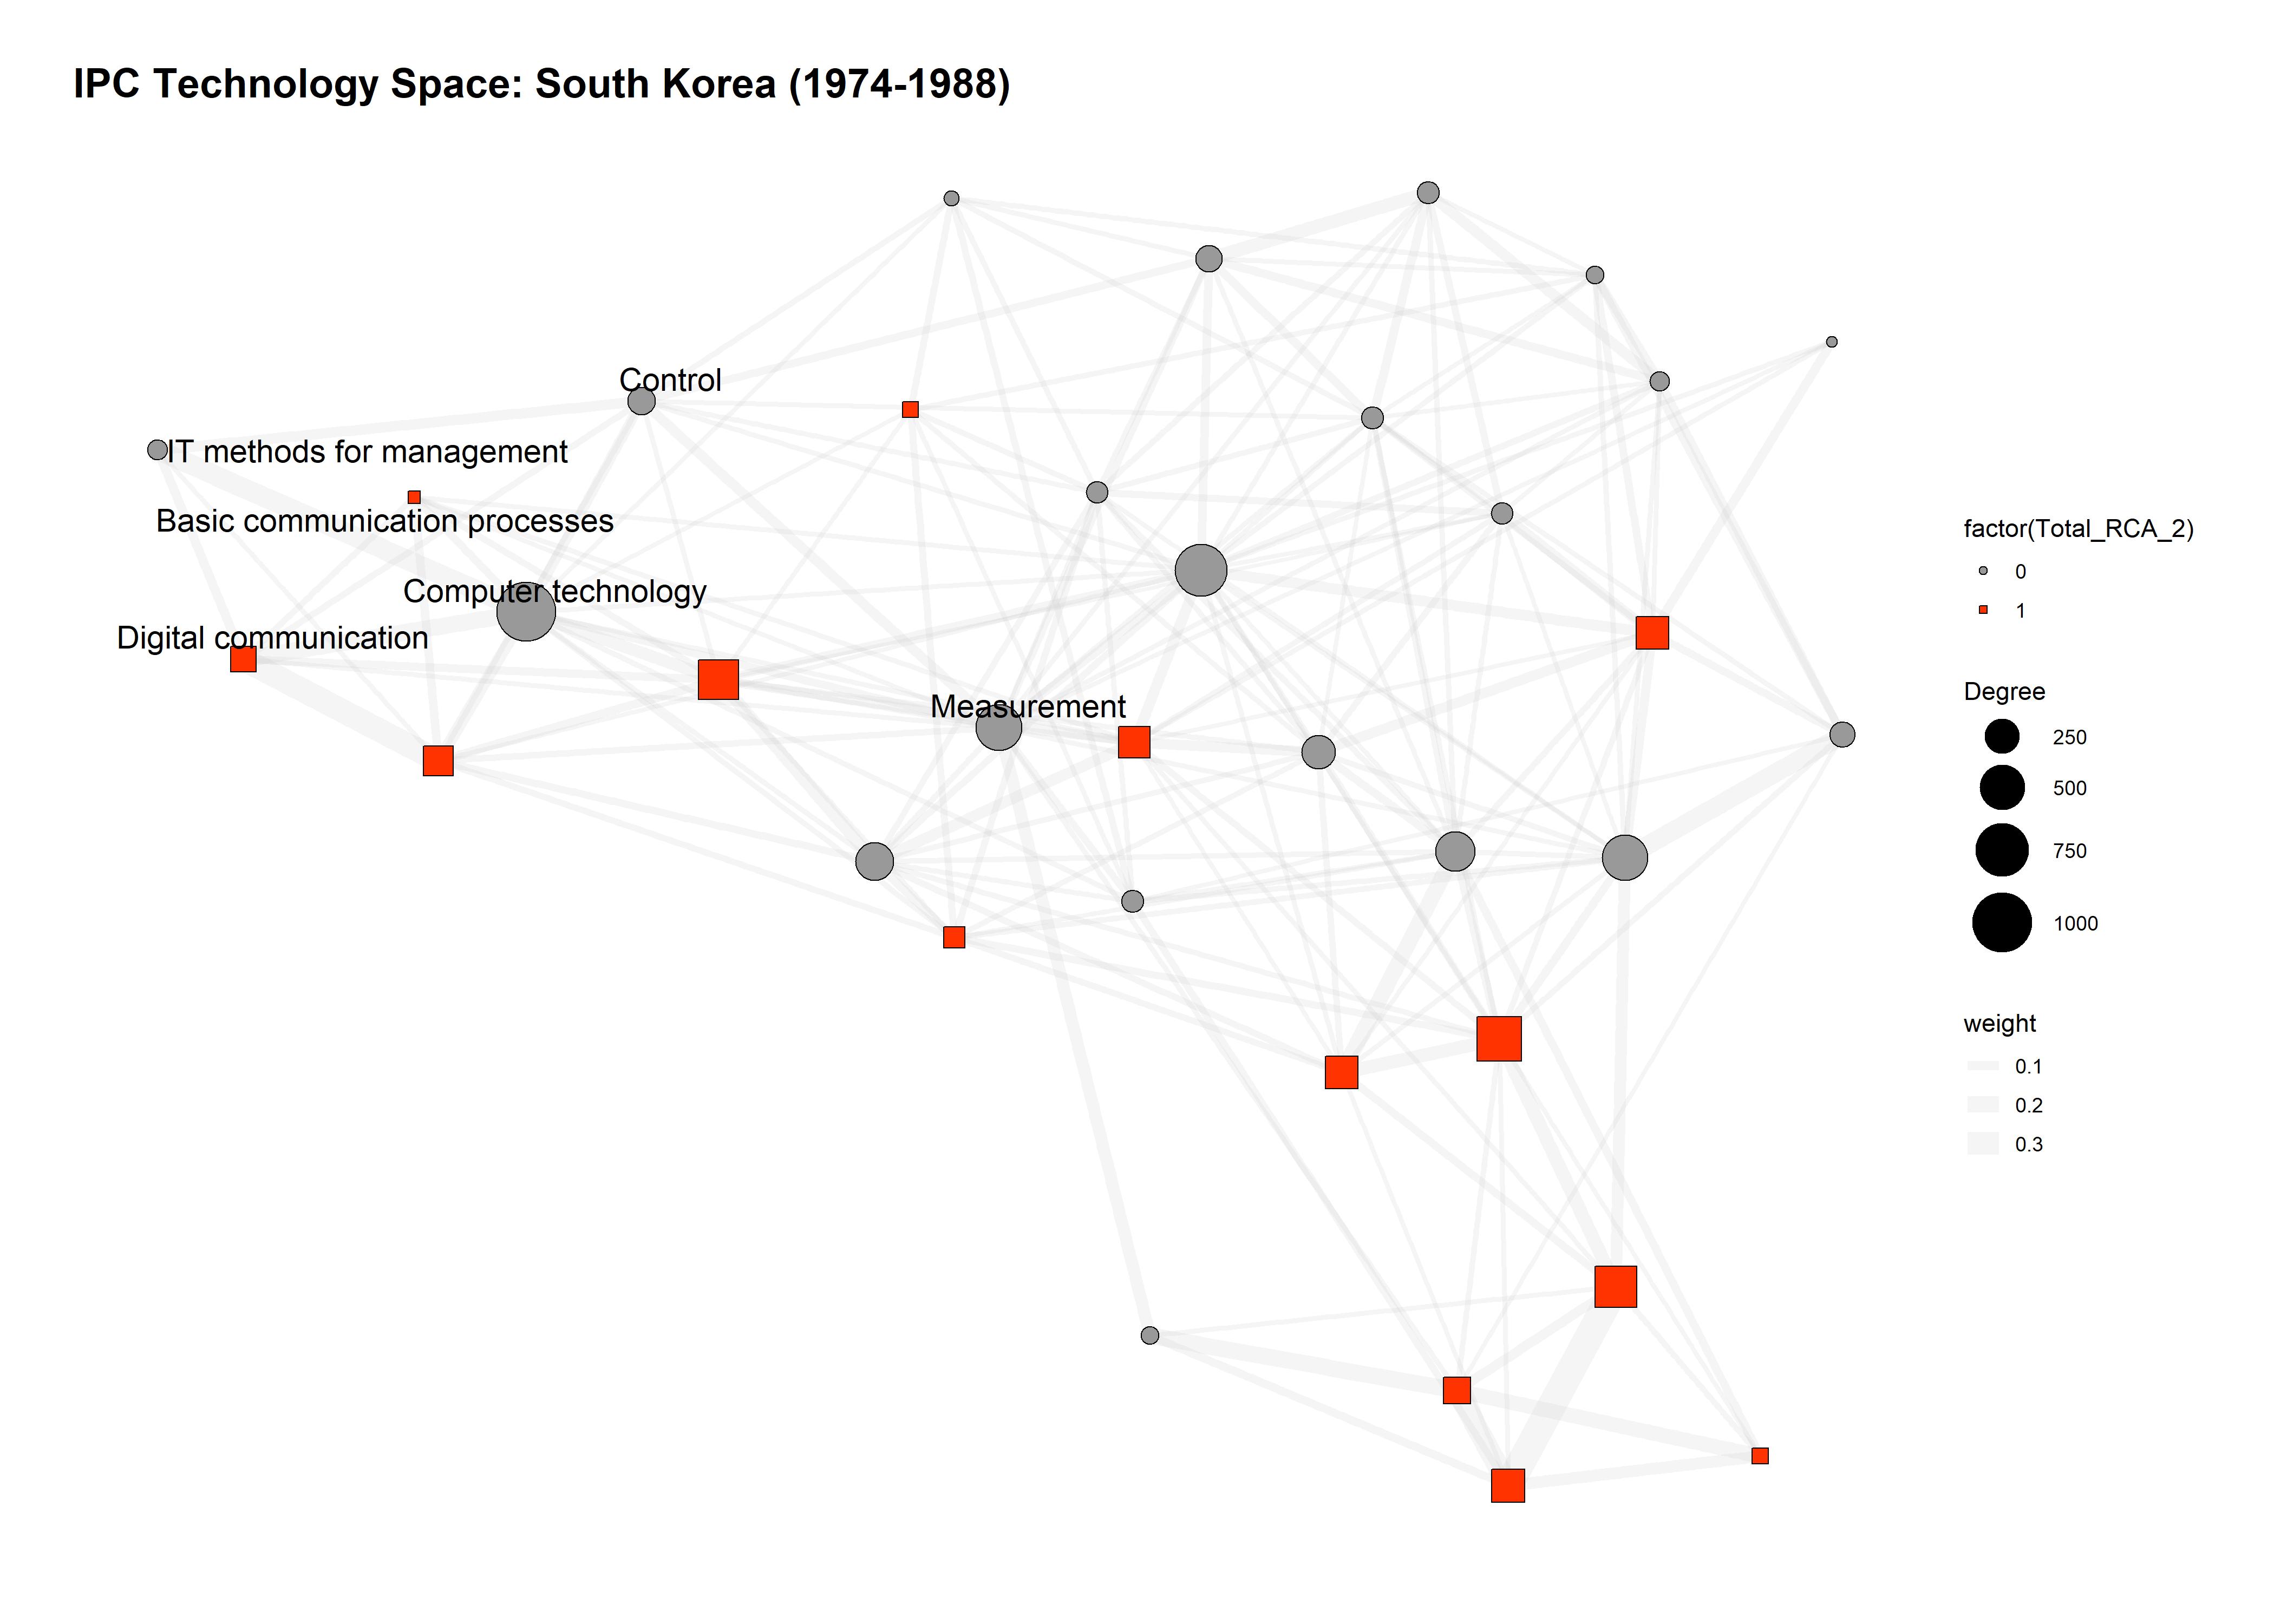 IPC Technology Space: South Korea (1974-1988)
Control
IT methods for management
Basic communication processes
Computer technology
Digital communication
Measurement
factor(Total_RCA_2)
0
1
Degree
250
500
750
1000
weight
0.1
0.2
0.3